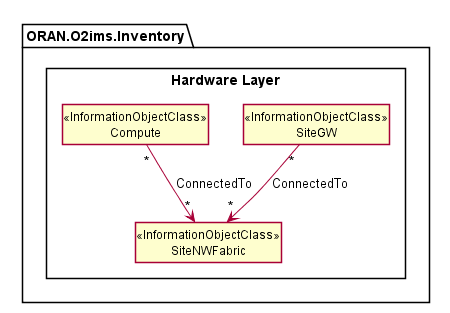 ORAN.O2ims.Inventory
Hardware Layer
«InformationObjectClass»
Compute
«InformationObjectClass»
SiteGW
*
*
ConnectedTo
ConnectedTo
*
*
«InformationObjectClass»
SiteNWFabric